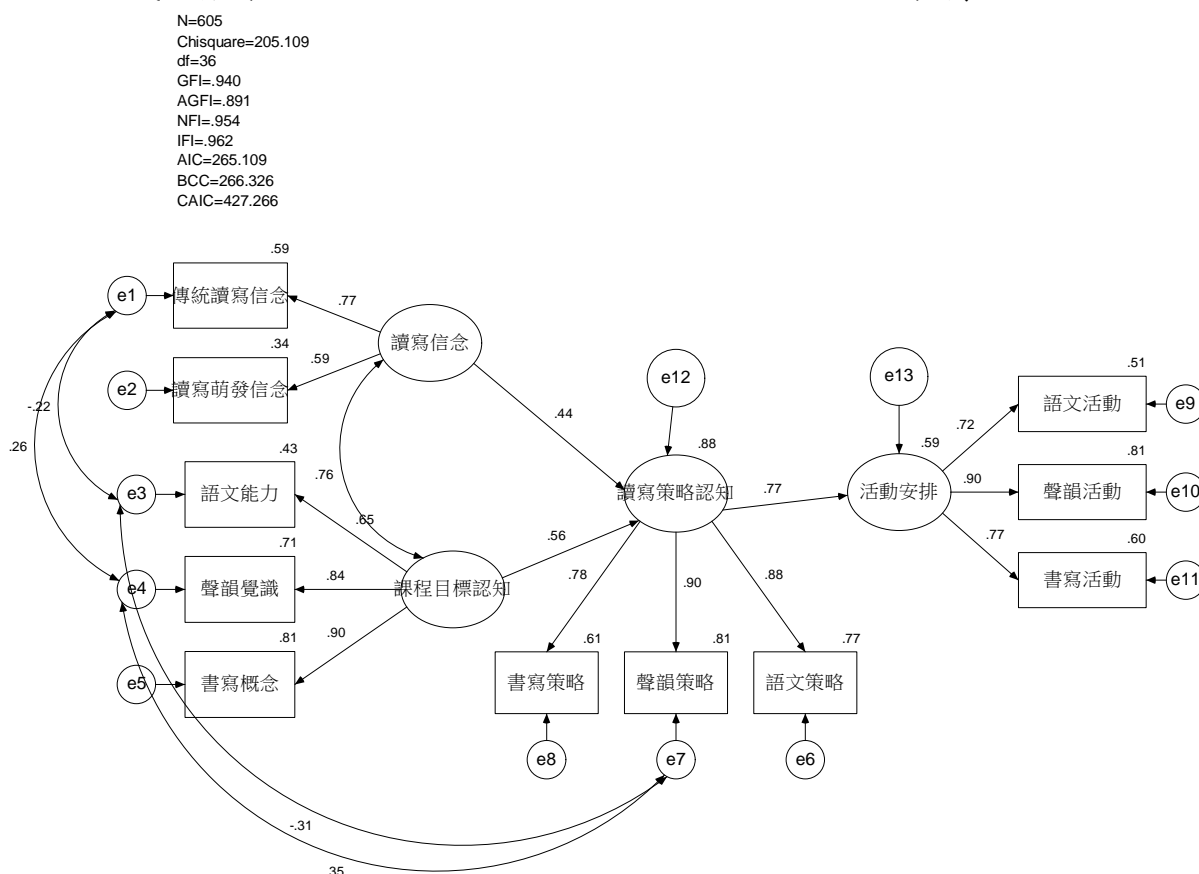 N=605
Chisquare=205.109
df=36
GFI=.940
AGFI=.891
NFI=.954
IFI=.962
AIC=265.109
BCC=266.326
CAIC=427.266
.59
e1
傳統讀寫信念
.77
讀寫信念
.34
e2
讀寫萌發信念
.59
e12
e13
.51
語文活動
e9
-.22
.26
.44
.72
.43
e3
語文能力
.76
.65
.88
讀寫策略認知
.77
.59
活動安排
.90
.81
聲韻活動
e10
.71
e4
聲韻覺識
.84
課程目標認知
.56
.77
.60
書寫活動
e11
.81
e5
書寫概念
.90
.78
.90
.88
.61
書寫策略
.81
聲韻策略
.77
語文策略
e8
e7
e6
-.31
.35